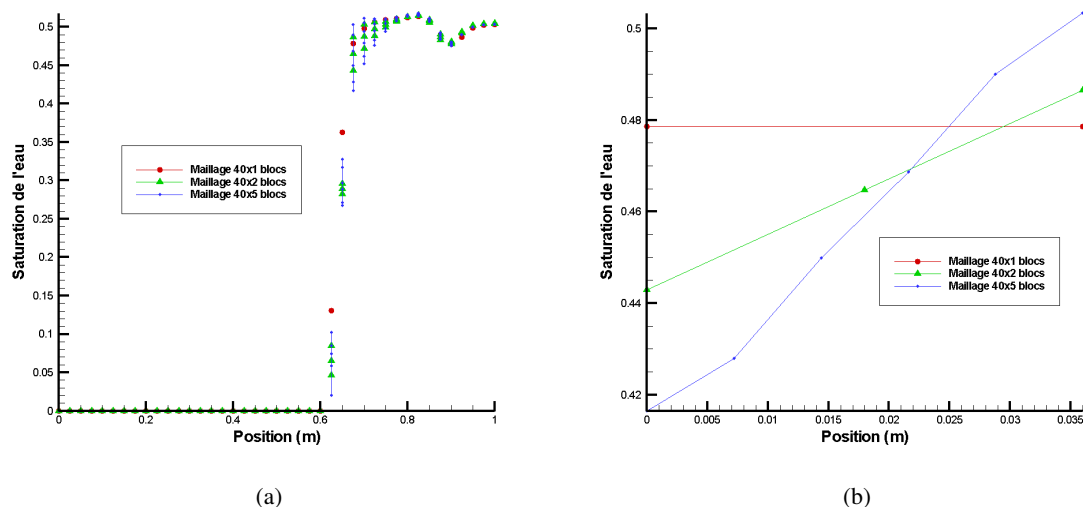 Saturation de l'eau
0.5
0.45
0.4
0.35
0.3
0.25
0.2
0.15
0.1
0.05
0
0
0.2
0.4
0.6
0.8
1
Position (m)
Maillage 40x1 blocs
Maillage 40x2 blocs
Maillage 40x5 blocs
(a)
Saturation de l'eau
0.5
0.48
0.46
0.44
0.42
0
0.005
0.01
0.015
0.02
0.025
0.03
0.035
Position (m)
Maillage 40x1 blocs
Maillage 40x2 blocs
Maillage 40x5 blocs
(b)